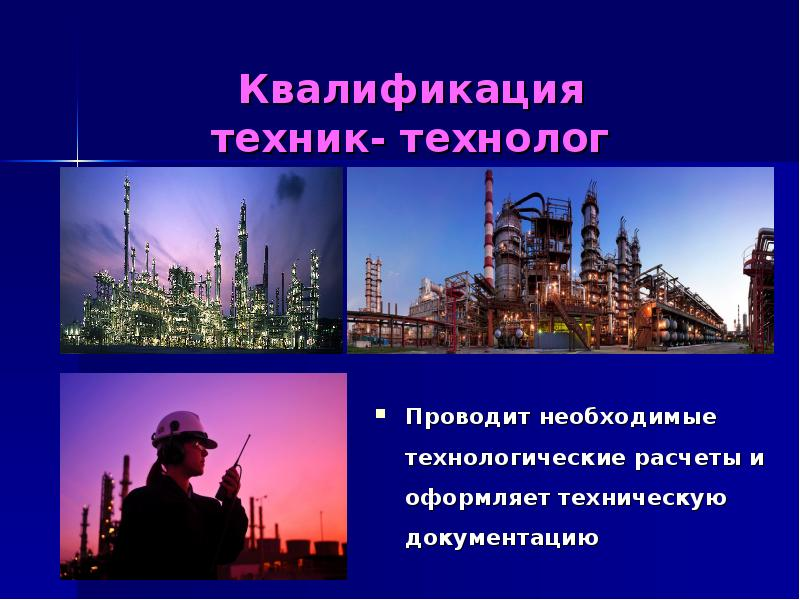 Квалификация
техник- технолог
Проводит необходимые
технологические расчеты и
оформляет техническую
документацию